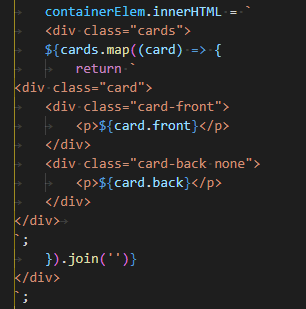 containerElem.innerHTML = `
<div class="cards">
${cards.map((card) => {
return `
<div class="card">
<div class="card-front">
<p>${card.front}</p>
</div>
<div class="card-back none">
<p>${card.back}</p>
</div>
</div>
`;
}).join('')}
</div>
`;